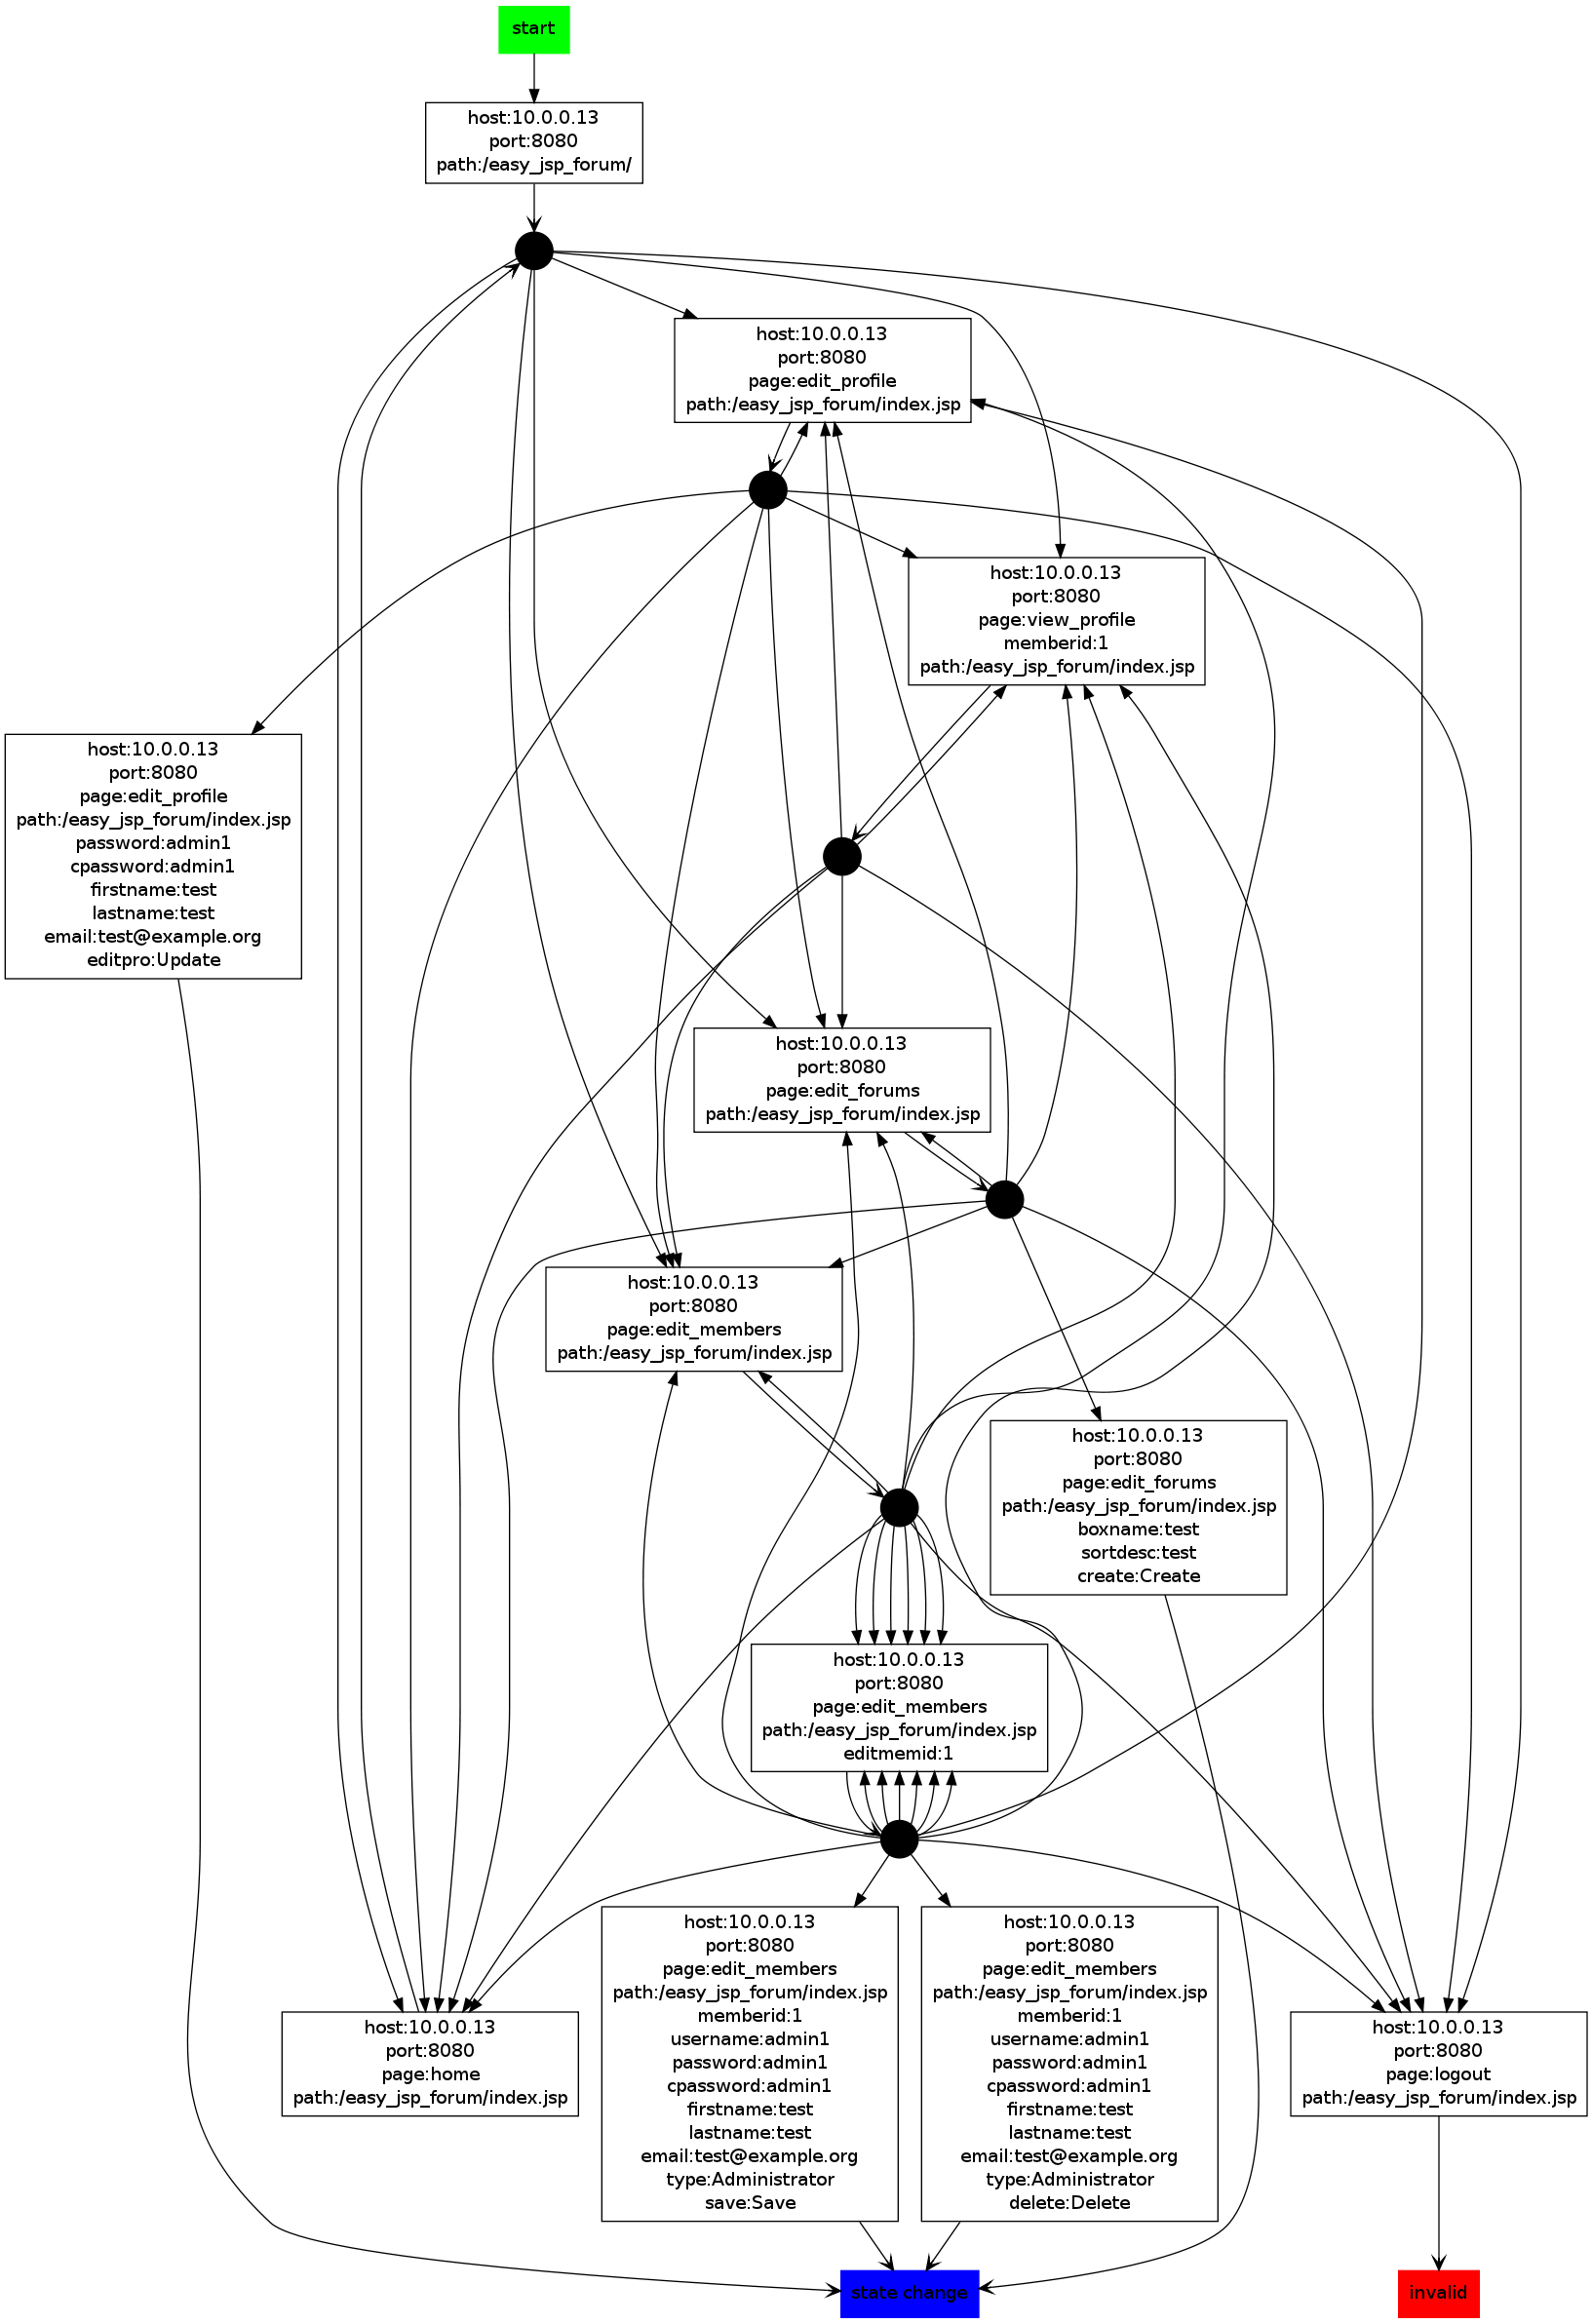 start
host:10.0.0.13
port:8080
path:/easy_jsp_forum/
host:10.0.0.13
port:8080
page:edit_profile
path:/easy_jsp_forum/index.jsp
host:10.0.0.13
port:8080
page:view_profile
memberid:1
path:/easy_jsp_forum/index.jsp
host:10.0.0.13
port:8080
page:edit_profile
path:/easy_jsp_forum/index.jsp
password:admin1
cpassword:admin1
firstname:test
lastname:test
email:test@example.org
editpro:Update
host:10.0.0.13
port:8080
page:edit_forums
path:/easy_jsp_forum/index.jsp
host:10.0.0.13
port:8080
page:edit_members
path:/easy_jsp_forum/index.jsp
host:10.0.0.13
port:8080
page:edit_forums
path:/easy_jsp_forum/index.jsp
boxname:test
sortdesc:test
create:Create
host:10.0.0.13
port:8080
page:edit_members
path:/easy_jsp_forum/index.jsp
editmemid:1
host:10.0.0.13
port:8080
page:home
path:/easy_jsp_forum/index.jsp
host:10.0.0.13
port:8080
page:edit_members
path:/easy_jsp_forum/index.jsp
memberid:1
username:admin1
password:admin1
cpassword:admin1
firstname:test
lastname:test
email:test@example.org
type:Administrator
save:Save
host:10.0.0.13
port:8080
page:edit_members
path:/easy_jsp_forum/index.jsp
memberid:1
username:admin1
password:admin1
cpassword:admin1
firstname:test
lastname:test
email:test@example.org
type:Administrator
delete:Delete
host:10.0.0.13
port:8080
page:logout
path:/easy_jsp_forum/index.jsp
state change
invalid